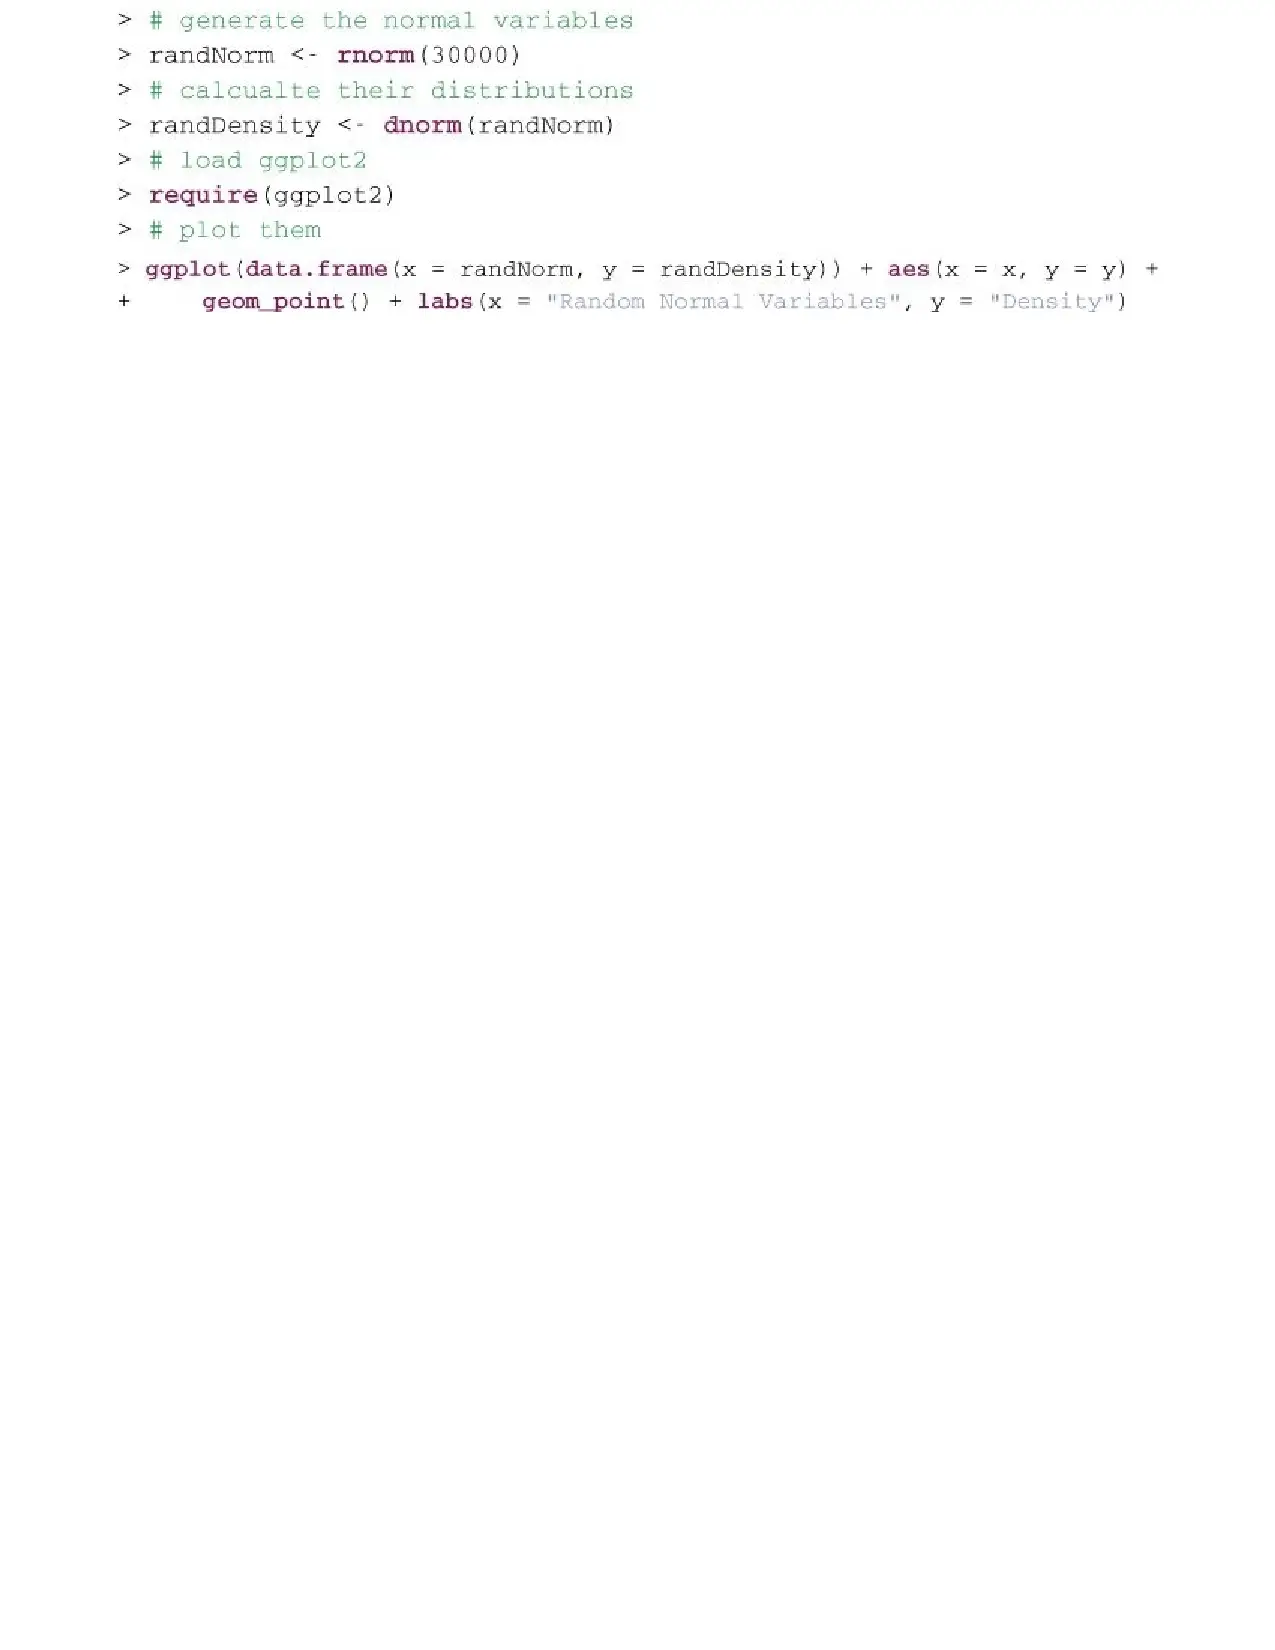 > # generate the normal variables
> randNorm <- rnorm(30000)
> # calcualte their distributions
> randDensity <- dnorm(randNorm)
> # load ggplot2
> require(ggplot2)
> # plot them
> ggplot(data.frame(x = randNorm, y = randDensity)) + aes(x = x, y = y) +
+     geom_point() + labs(x = "Random Normal Variables", y = "Density")